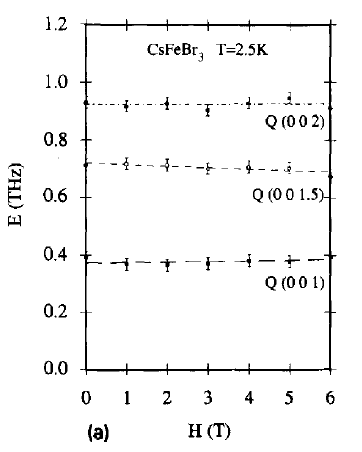 1.2
CsFeBr3 T=2.5K
1.0
Q (0 0 2)
0.8
E (THz)
Q (0 0 1.5)
0.6
0.4
Q (0 0 1)
0.2
0.0
0 1 2 3 4 5 6
(a) H (T)